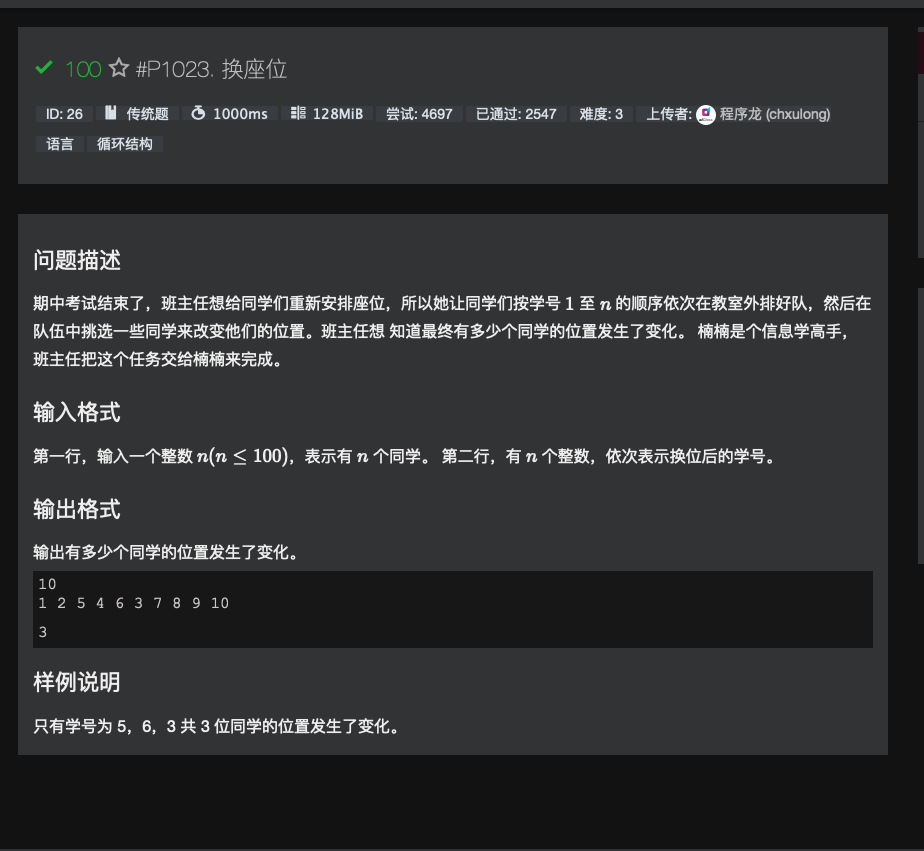 100 #P1023. 换座位
ID: 26 传统题 1000ms 128MiB 尝试: 4697 已通过: 2547 难度: 3 上传者: 程序龙 (chxulong)
语言 循环结构
问题描述
期中考试结束了，班主任想给同学们重新安排座位，所以她让同学们按学号 1 至 n 的顺序依次在教室外排好队，然后在
队伍中挑选一些同学来改变他们的位置。班主任想 知道最终有多少个同学的位置发生了变化。 楠楠是个信息学高手，
班主任把这个任务交给楠楠来完成。
输入格式
第一行，输入一个整数 n(n ≤ 100)，表示有 n 个同学。 第二行，有 n 个整数，依次表示换位后的学号。
输出格式
输出有多少个同学的位置发生了变化。
10
1 2 5 4 6 3 7 8 9 10
3
样例说明
只有学号为 5，6，3 共 3 位同学的位置发生了变化。